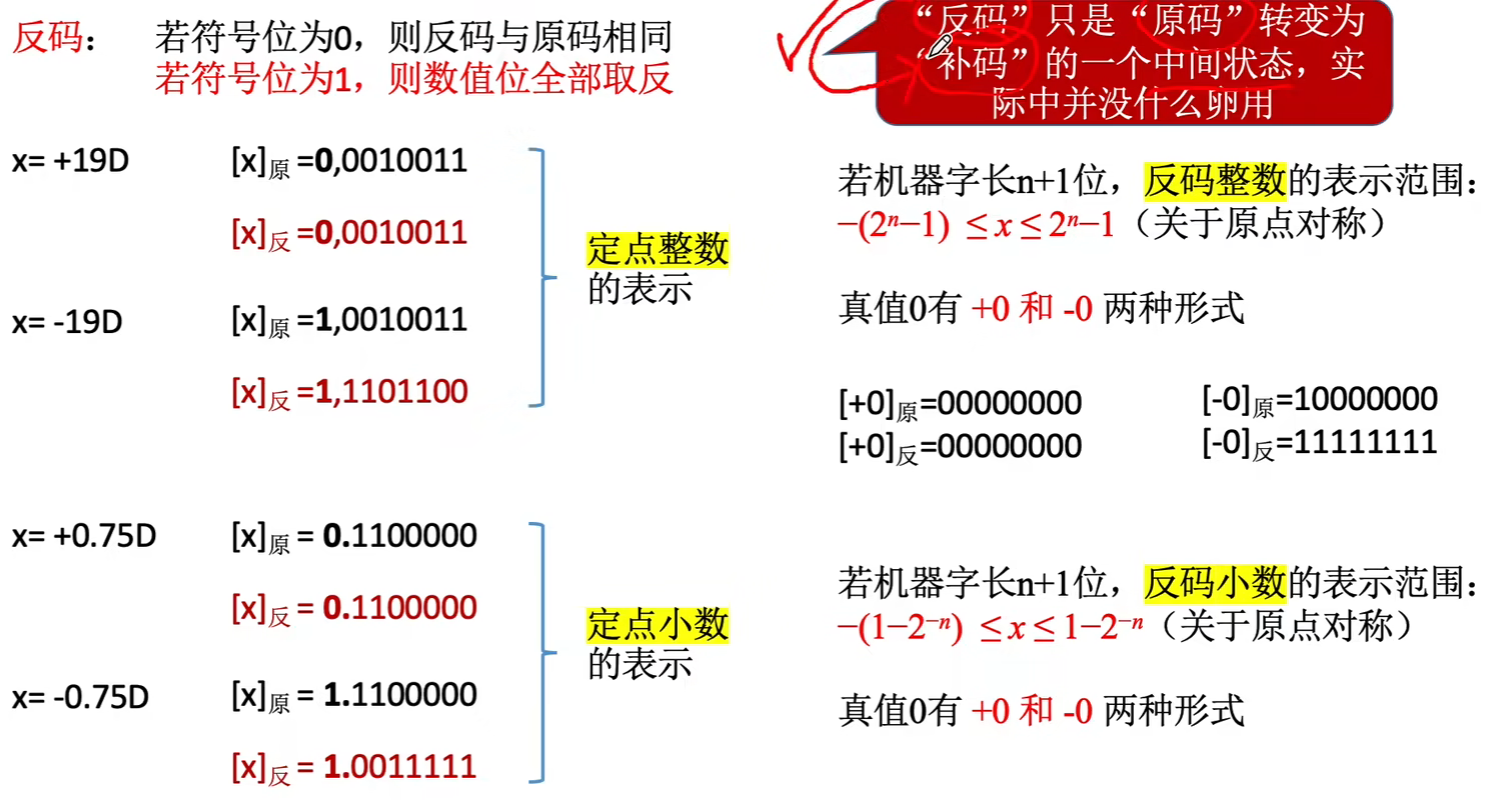 反码： 若符号位为0，则反码与原码相同
若符号位为1，则数值位全部取反
“反码”只是“原码”转变为
“补码”的一个中间状态，实
际中并没什么卵用
x= +19D [x]原 =0,0010011
[x]反 =0,0010011
x= -19D [x]原 =1,0010011
[x]反 =1,1101100
定点整数
的表示
x= +0.75D [x]原 = 0.1100000
[x]反 = 0.1100000
x= -0.75D [x]原 = 1.1100000
[x]反 = 1.0011111
定点小数
的表示
若机器字长n+1位，反码整数的表示范围：
−(2ⁿ−1) ≤ x ≤ 2ⁿ−1（关于原点对称）
真值0有 +0 和 -0 两种形式
[+0]原=00000000 [-0]原=10000000
[+0]反=00000000 [-0]反=11111111
若机器字长n+1位，反码小数的表示范围：
−(1−2⁻ⁿ) ≤ x ≤ 1−2⁻ⁿ（关于原点对称）
真值0有 +0 和 -0 两种形式